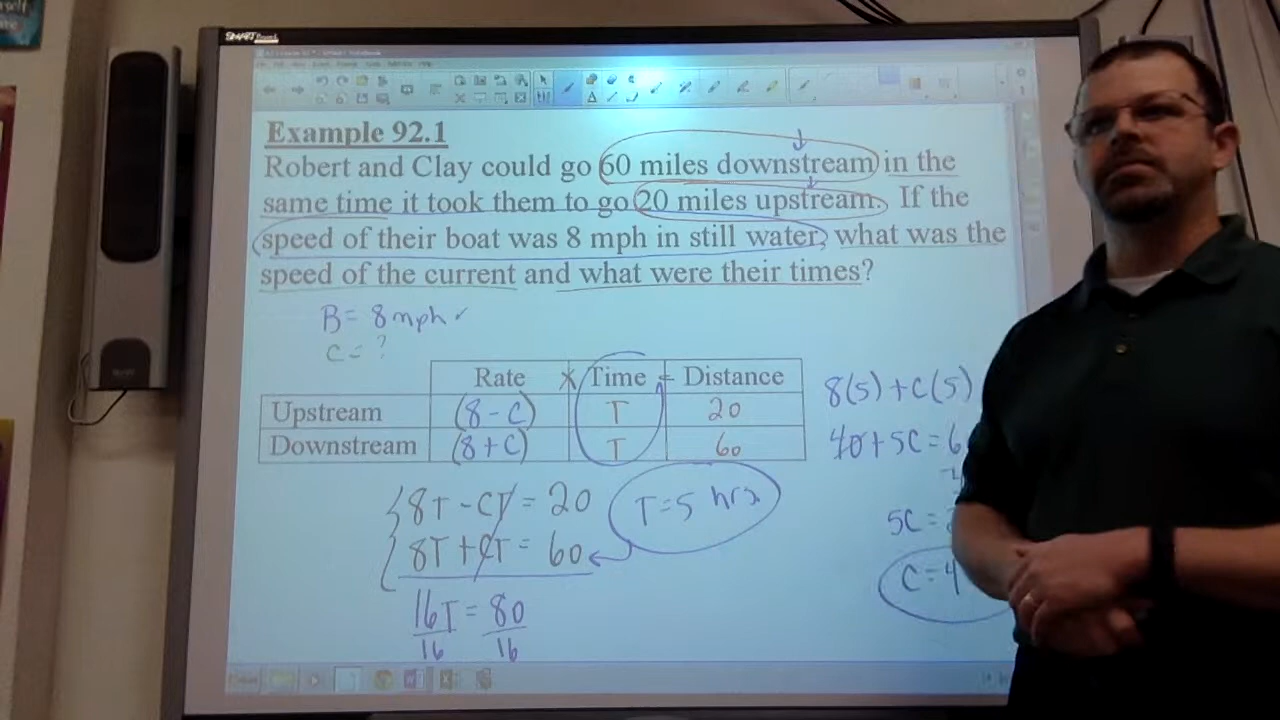 SMART Board
Example 92.1
Robert and Clay could go 60 miles downstream in the
same time it took them to go 20 miles upstream. If the
speed of their boat was 8 mph in still water, what was the
speed of the current and what were their times?
B = 8 mph ✓
C = ?
Rate × Time = Distance
Upstream (8 - C) T 20
Downstream (8 + C) T 60
8(5) + C(5)
40 + 5C = 6
5C =
C = 4
8T - CT = 20
8T + CT = 60
T = 5 hrs
16T = 80
16 16